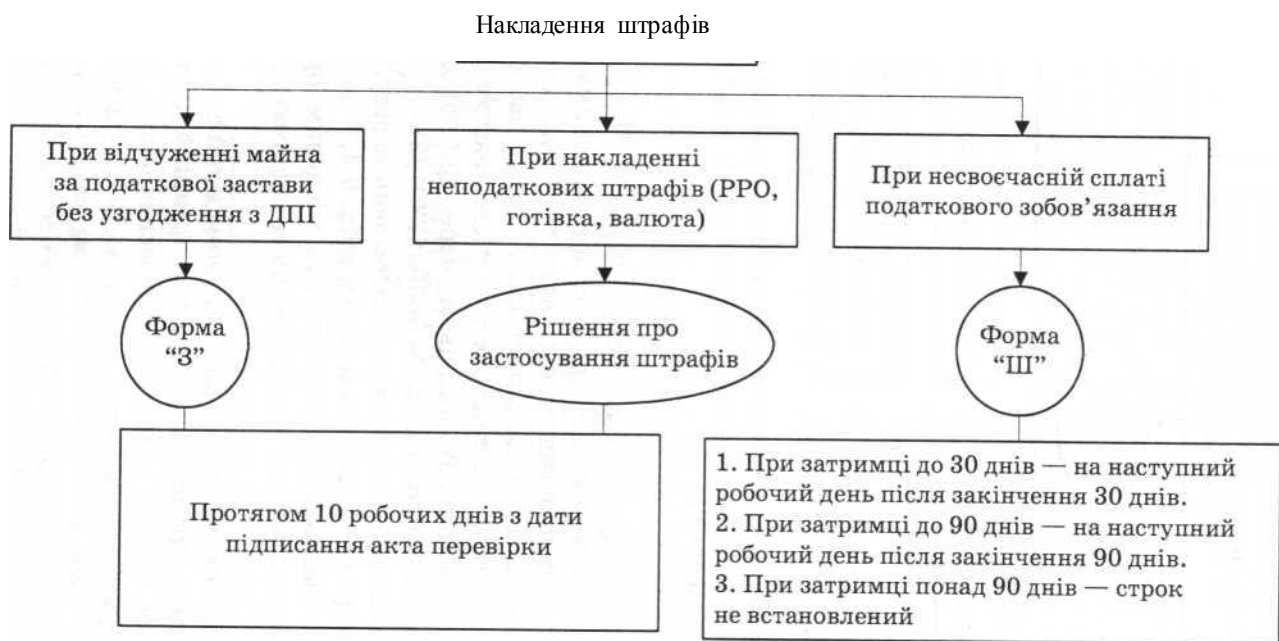 Накладення штрафів
При відчуженні майна
за податкової застави
без узгодження з ДПІ
При накладенні
неподаткових штрафів (РРО,
готівка, валюта)
При несвоєчасній сплаті
податкового зобов’язання
Форма
“З”
Рішення про
застосування штрафів
Форма
“Ш”
Протягом 10 робочих днів з дати
підписання акта перевірки
1. При затримці до 30 днів — на наступний
робочий день після закінчення 30 днів.
2. При затримці до 90 днів — на наступний
робочий день після закінчення 90 днів.
3. При затримці понад 90 днів — строк
не встановлений